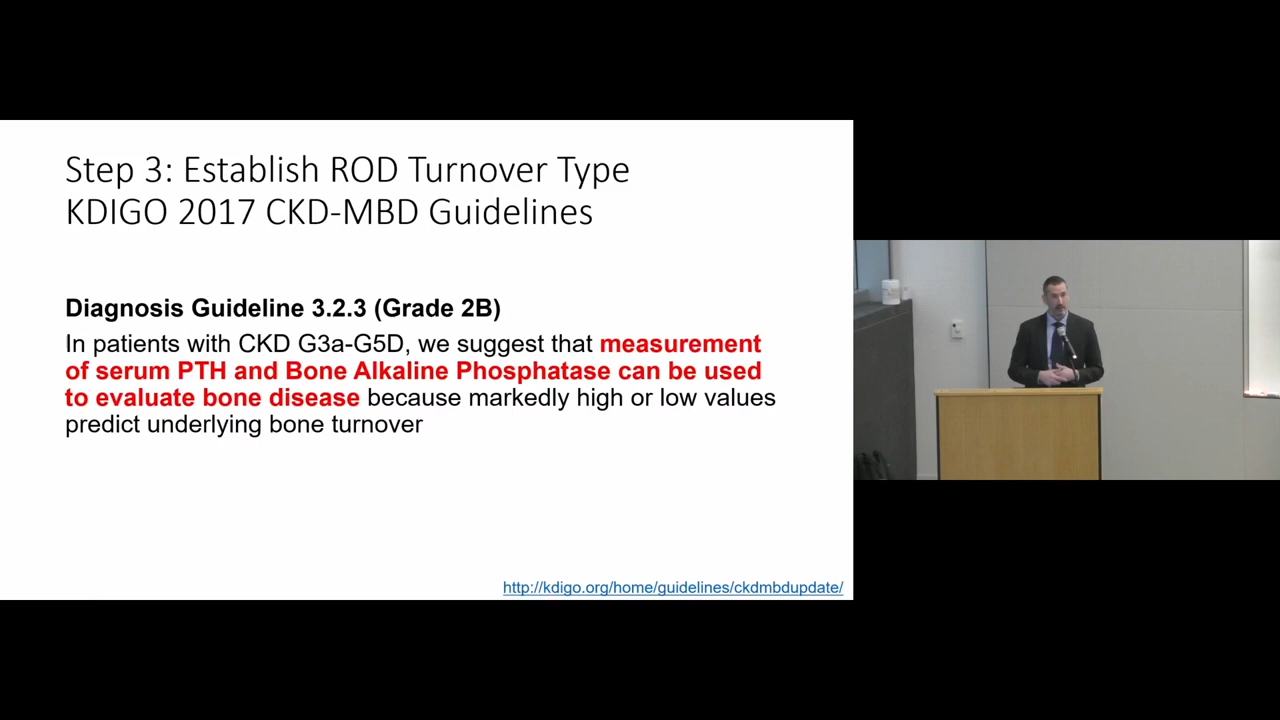 Step 3: Establish ROD Turnover Type
KDIGO 2017 CKD-MBD Guidelines
Diagnosis Guideline 3.2.3 (Grade 2B)
In patients with CKD G3a-G5D, we suggest that measurement
of serum PTH and Bone Alkaline Phosphatase can be used
to evaluate bone disease because markedly high or low values
predict underlying bone turnover
http://kdigo.org/home/guidelines/ckdmbdupdate/